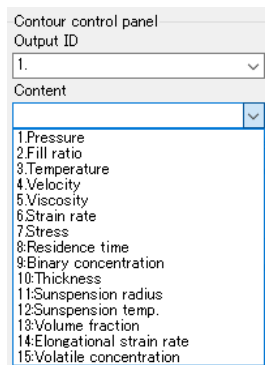 Contour control panel
Output ID
1.
Content
1.Pressure
2.Fill ratio
3.Temperature
4.Velocity
5.Viscosity
6.Strain rate
7.Stress
8:Residence time
9:Binary concentration
10:Thickness
11:Sunspension radius
12:Sunspension temp.
13:Volume fraction
14:Elongational strain rate
15:Volatile concentration